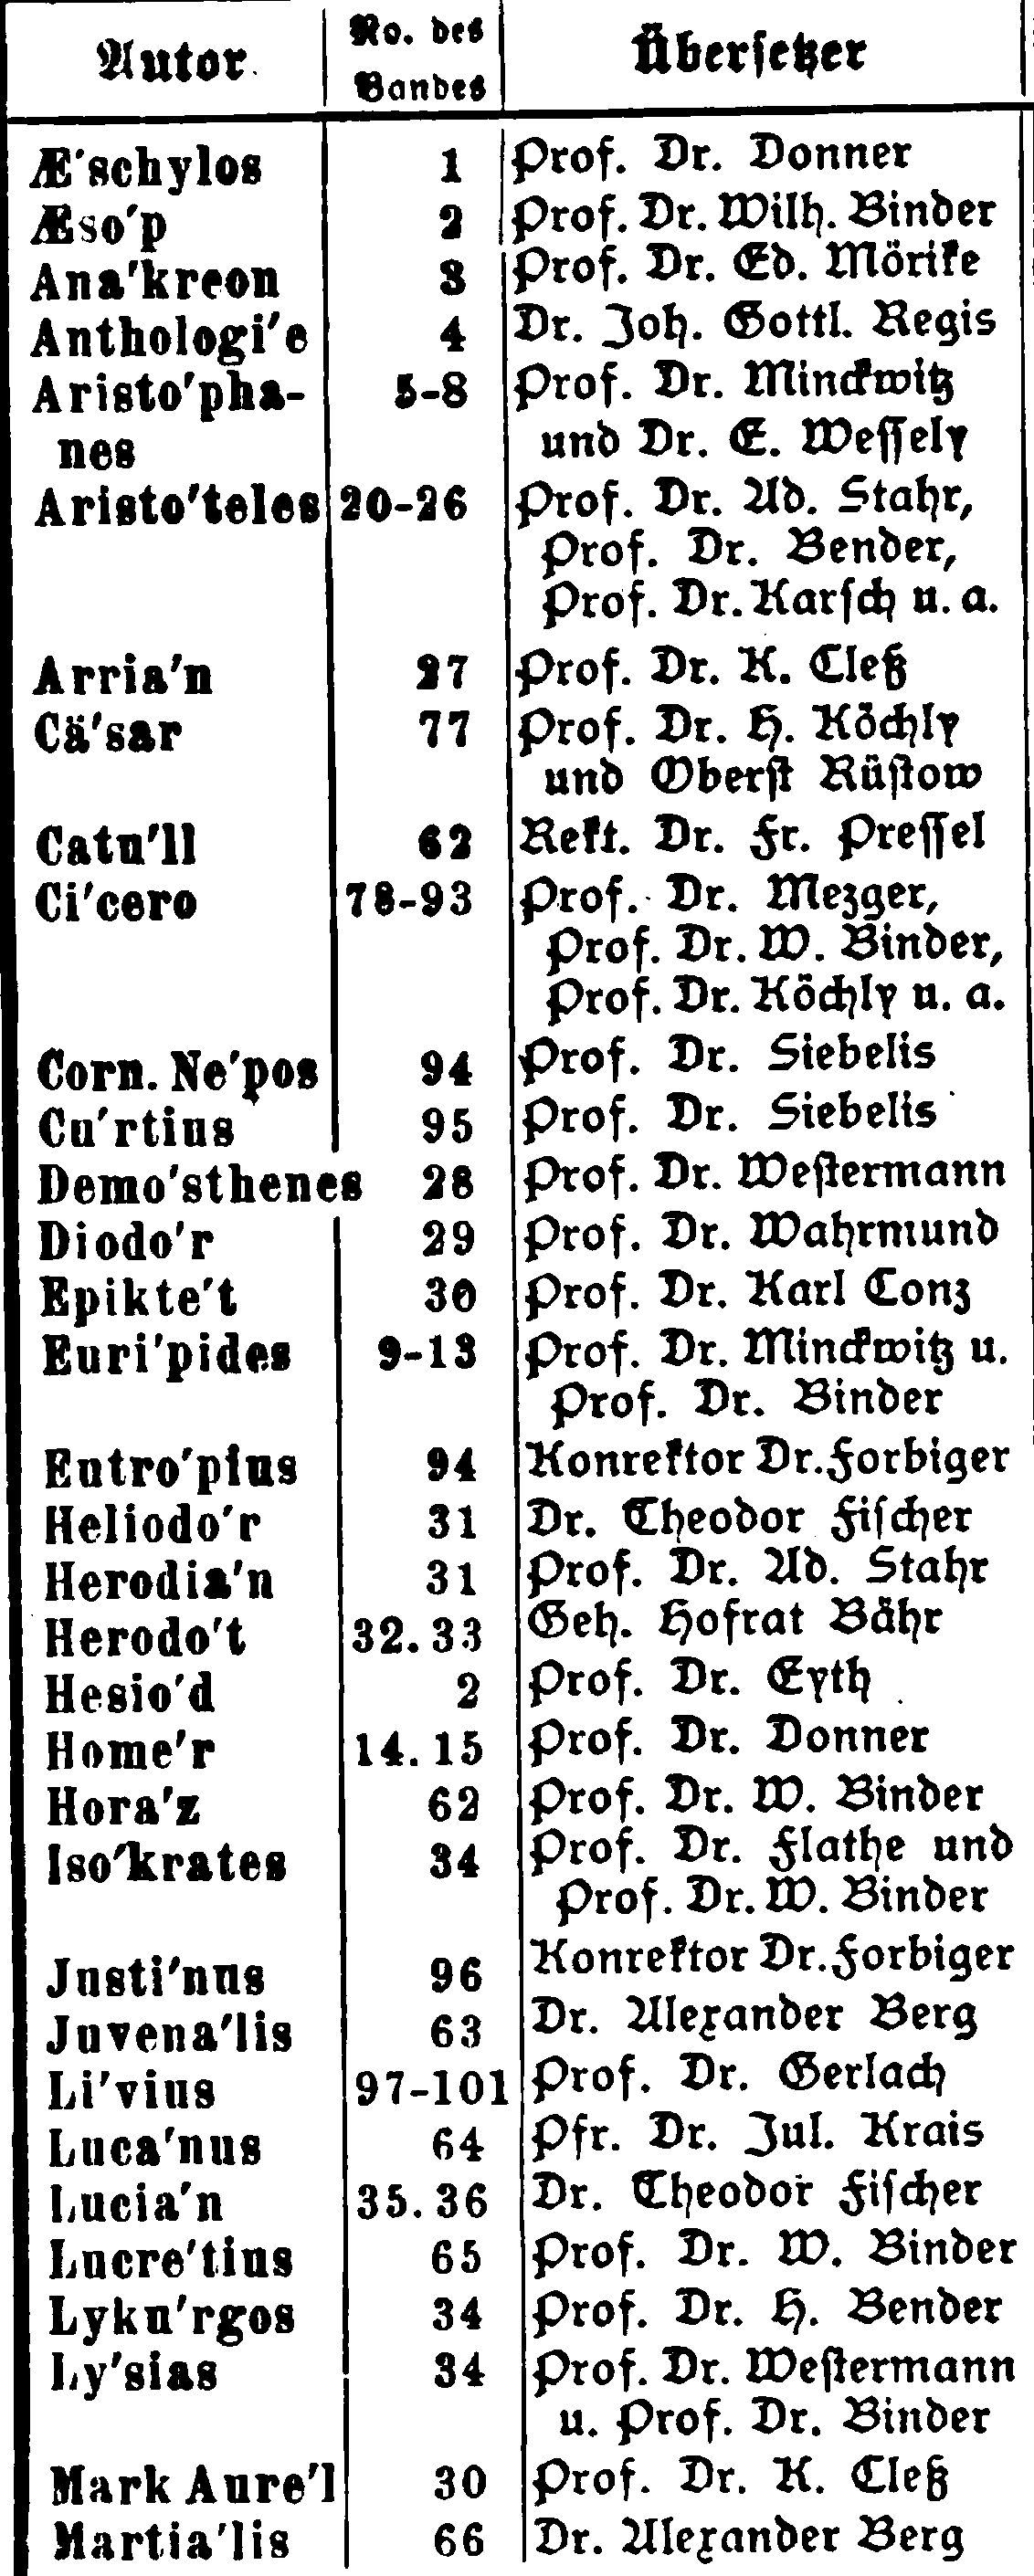 Autor No. des Bandes Übersetzer
Æ'schylos 1 Prof. Dr. Donner
Æso'p 2 Prof. Dr. Wilh. Binder
Ana'kreon 3 Prof. Dr. Ed. Mörike
Anthologi'e 4 Dr. Joh. Gottl. Regis
Aristo'pha- 5-8 Prof. Dr. Minckwitz
nes und Dr. E. Wessely
Aristo'teles 20-26 Prof. Dr. Ad. Stahr,
Prof. Dr. Bender,
Prof. Dr. Karsch u. a.
Arria'n 27 Prof. Dr. K. Cleß
Cä'sar 77 Prof. Dr. H. Köchly
und Oberst Rüstow
Catu'll 62 Rekt. Dr. Fr. Pressel
Ci'cero 78-93 Prof. Dr. Mezger,
Prof. Dr. W. Binder,
Prof. Dr. Köchly u. a.
Corn. Ne'pos 94 Prof. Dr. Siebelis
Cu'rtius 95 Prof. Dr. Siebelis
Demo'sthenes 28 Prof. Dr. Westermann
Diodo'r 29 Prof. Dr. Wahrmund
Epikte't 30 Prof. Dr. Karl Conz
Euri'pides 9-13 Prof. Dr. Minckwitz u.
Prof. Dr. Binder
Eutro'pius 94 Konrektor Dr. Forbiger
Heliodo'r 31 Dr. Theodor Fischer
Herodia'n 31 Prof. Dr. Ad. Stahr
Herodo't 32. 33 Geh. Hofrat Bähr
Hesio'd 2 Prof. Dr. Eyth
Home'r 14. 15 Prof. Dr. Donner
Hora'z 62 Prof. Dr. W. Binder
Iso'krates 34 Prof. Dr. Flathe und
Prof. Dr. W. Binder
Justi'nus 96 Konrektor Dr. Forbiger
Juvena'lis 63 Dr. Alexander Berg
Li'vius 97-101 Prof. Dr. Gerlach
Luca'nus 64 Pfr. Dr. Jul. Krais
Lucia'n 35. 36 Dr. Theodor Fischer
Lucre'tius 65 Prof. Dr. W. Binder
Lyku'rgos 34 Prof. Dr. H. Bender
Ly'sias 34 Prof. Dr. Westermann
u. Prof. Dr. Binder
Mark Aure'l 30 Prof. Dr. K. Cleß
Martia'lis 66 Dr. Alexander Berg